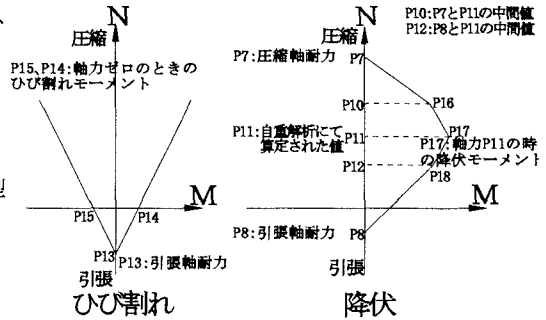 N
圧縮
P15、P14:軸力ゼロのときの
ひび割れモーメント
P15
P14
M
P13
P13:引張軸耐力
引張
ひび割れ
P10:P7とP11の中間値
P12:P8とP11の中間値
N
圧縮
P7:圧縮軸耐力
P7
P10
P16
P11:自重解析にて
算定された値
P11
P17
P17:軸力P11の時
の降伏モーメント
P12
P18
M
P8:引張軸耐力
P8
引張
降伏